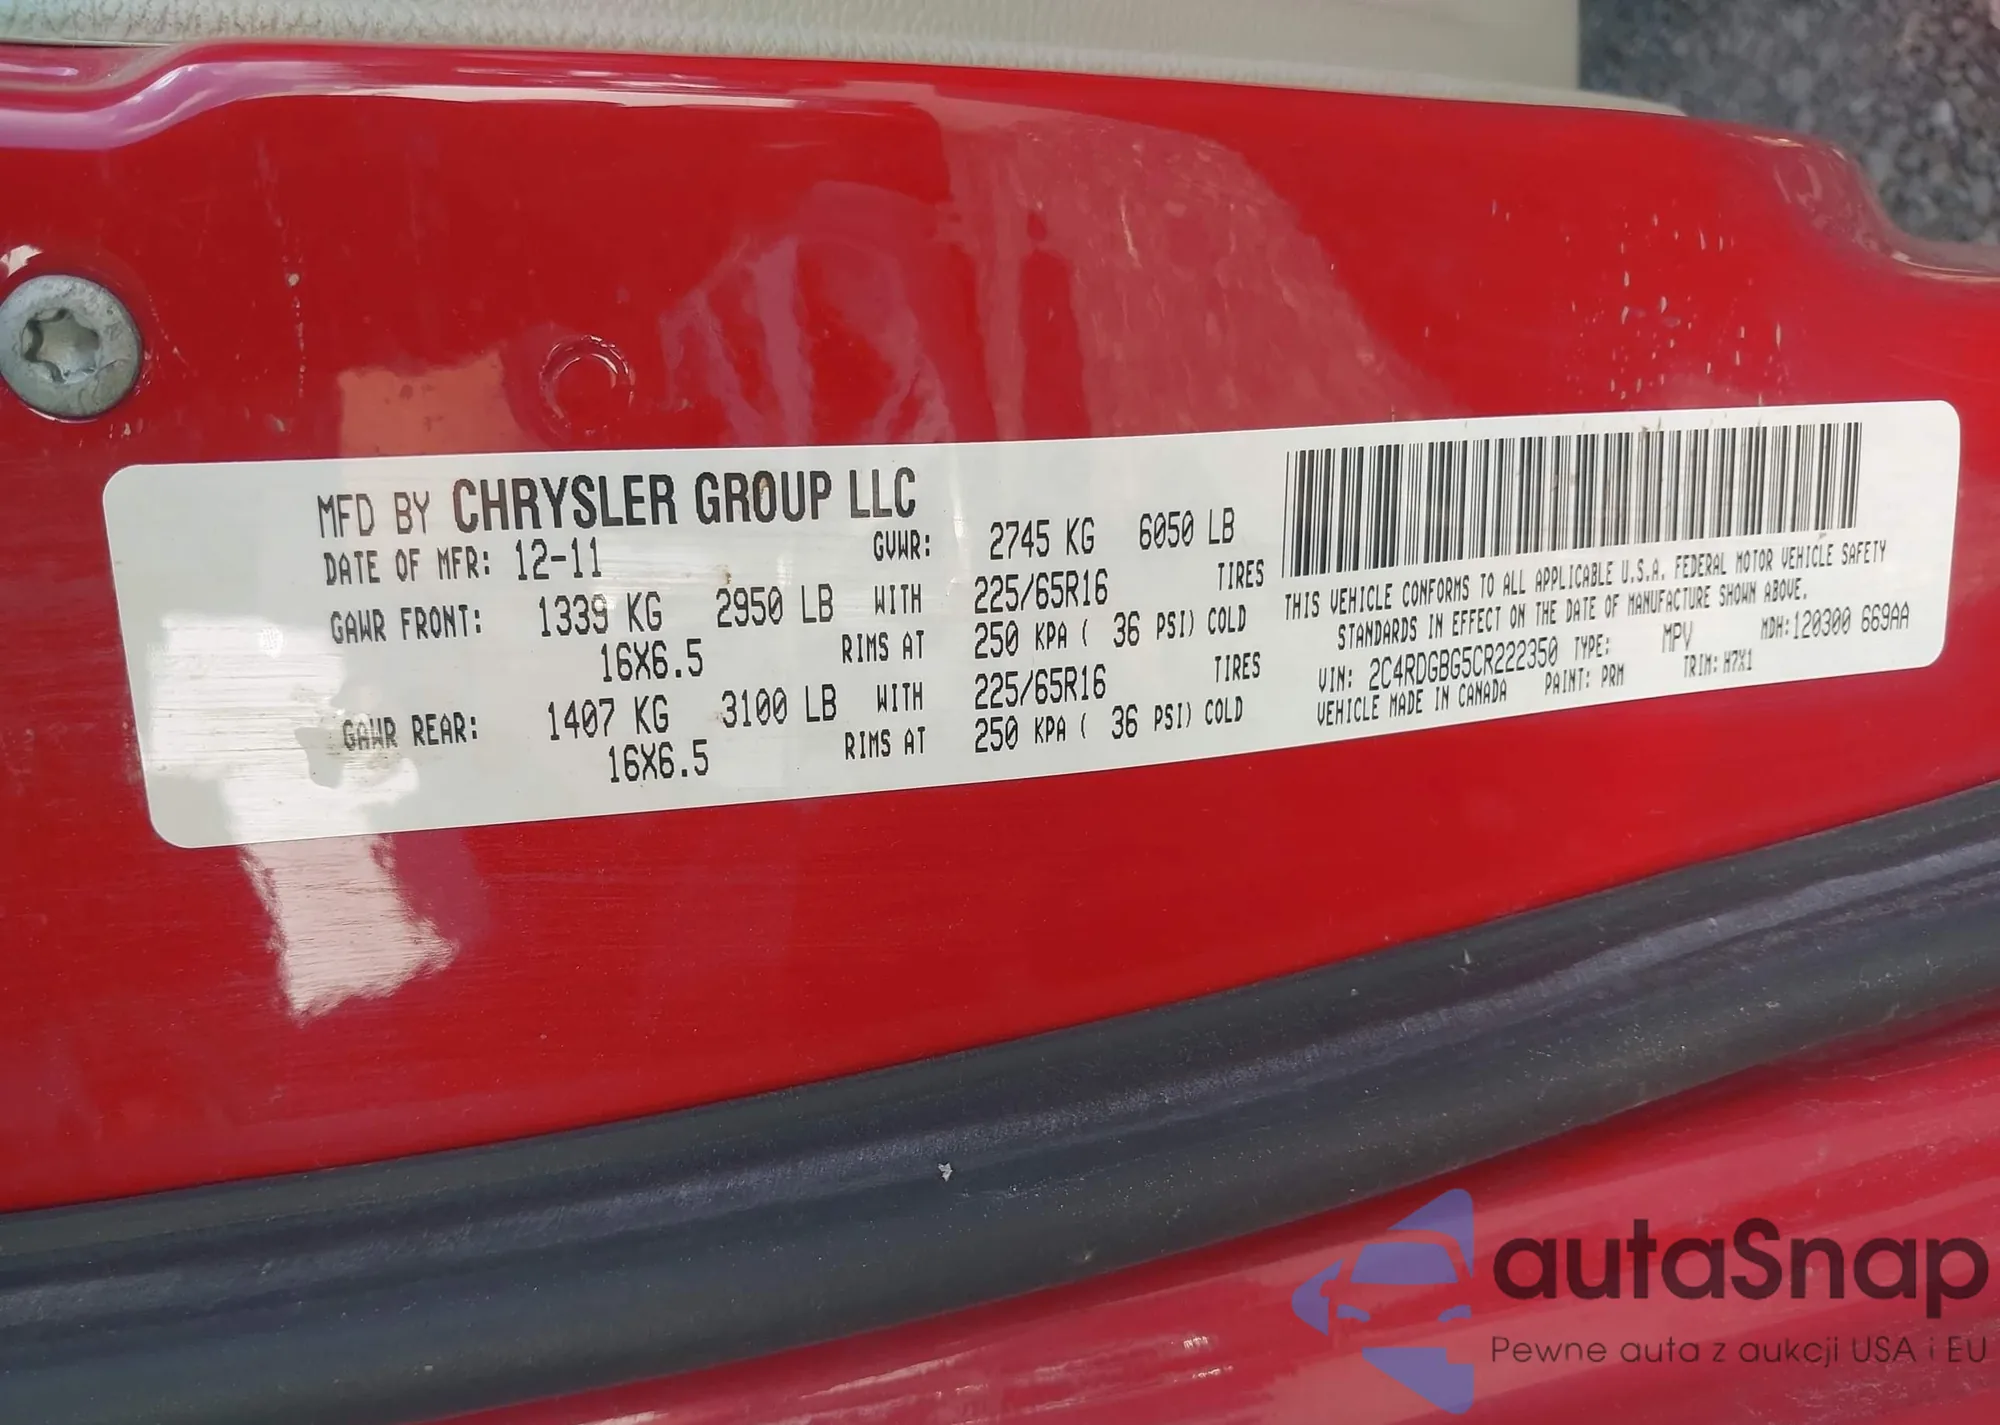 MFD BY CHRYSLER GROUP LLC
DATE OF MFR: 12-11 GVWR: 2745 KG 6050 LB
GAWR FRONT: 1339 KG 2950 LB WITH 225/65R16 TIRES
16X6.5 RIMS AT 250 KPA ( 36 PSI) COLD
GAWR REAR: 1407 KG 3100 LB WITH 225/65R16 TIRES
16X6.5 RIMS AT 250 KPA ( 36 PSI) COLD
THIS VEHICLE CONFORMS TO ALL APPLICABLE U.S.A. FEDERAL MOTOR VEHICLE SAFETY
STANDARDS IN EFFECT ON THE DATE OF MANUFACTURE SHOWN ABOVE.
VIN: 2C4RDGBG5CR222350 TYPE: MPV MDH:120300 669AA
VEHICLE MADE IN CANADA PAINT: PRM TRIM: H7X1
autaSnap
Pewne auta z aukcji USA i EU